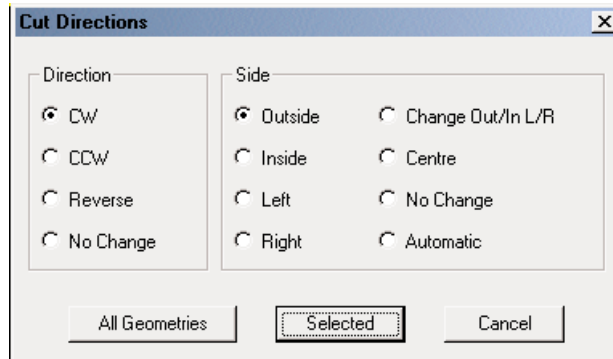 Cut Directions
Direction
CW
CCW
Reverse
No Change
Side
Outside
Inside
Left
Right
Change Out/In L/R
Centre
No Change
Automatic
All Geometries
Selected
Cancel